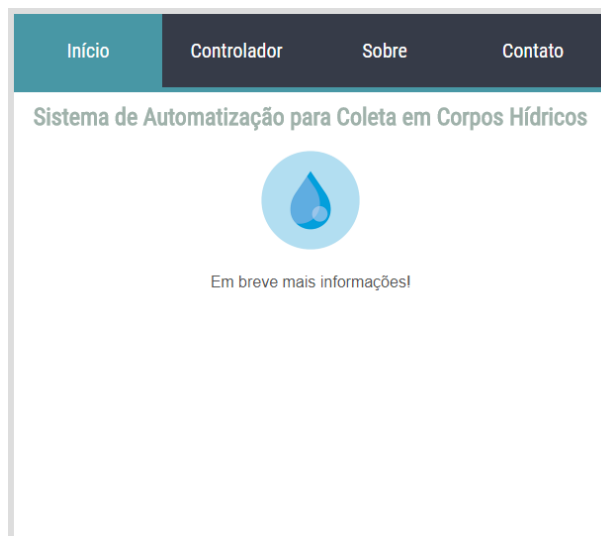 Início Controlador Sobre Contato
Sistema de Automatização para Coleta em Corpos Hídricos
Em breve mais informações!